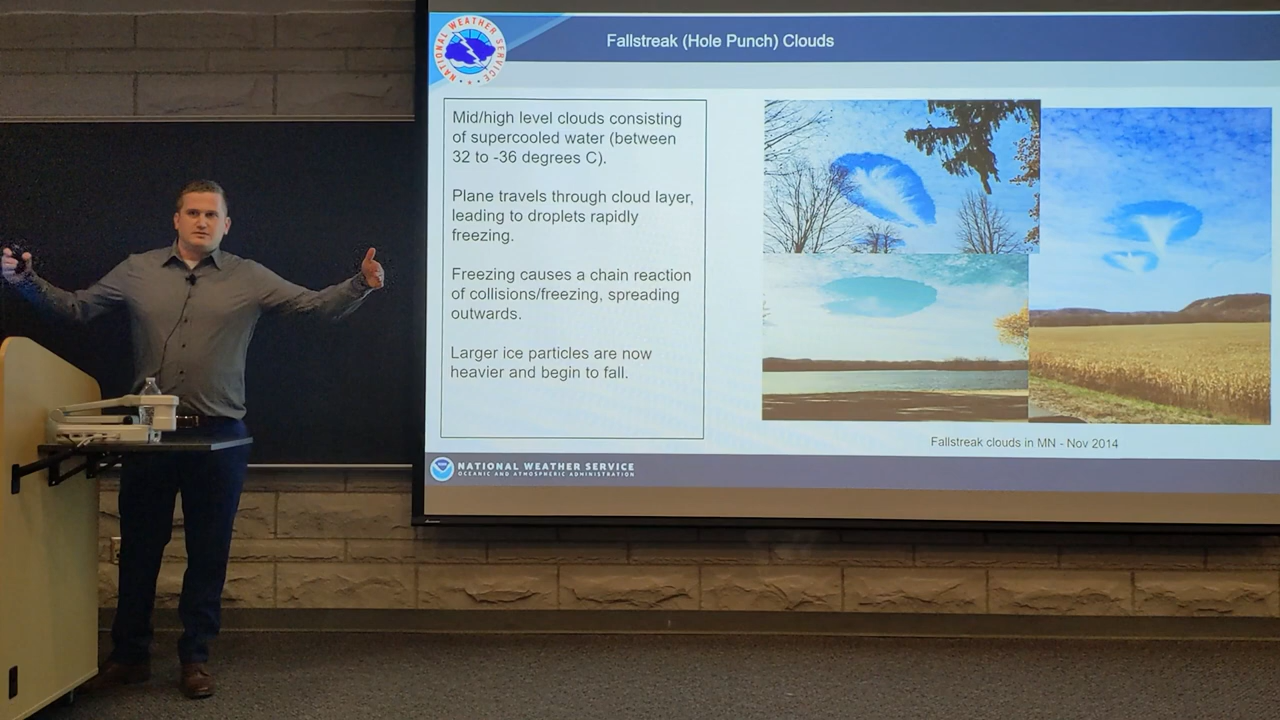 NATIONAL WEATHER SERVICE
Fallstreak (Hole Punch) Clouds
Mid/high level clouds consisting
of supercooled water (between
32 to -36 degrees C).
Plane travels through cloud layer,
leading to droplets rapidly
freezing.
Freezing causes a chain reaction
of collisions/freezing, spreading
outwards.
Larger ice particles are now
heavier and begin to fall.
Fallstreak clouds in MN - Nov 2014
NATIONAL WEATHER SERVICE
OCEANIC AND ATMOSPHERIC ADMINISTRATION